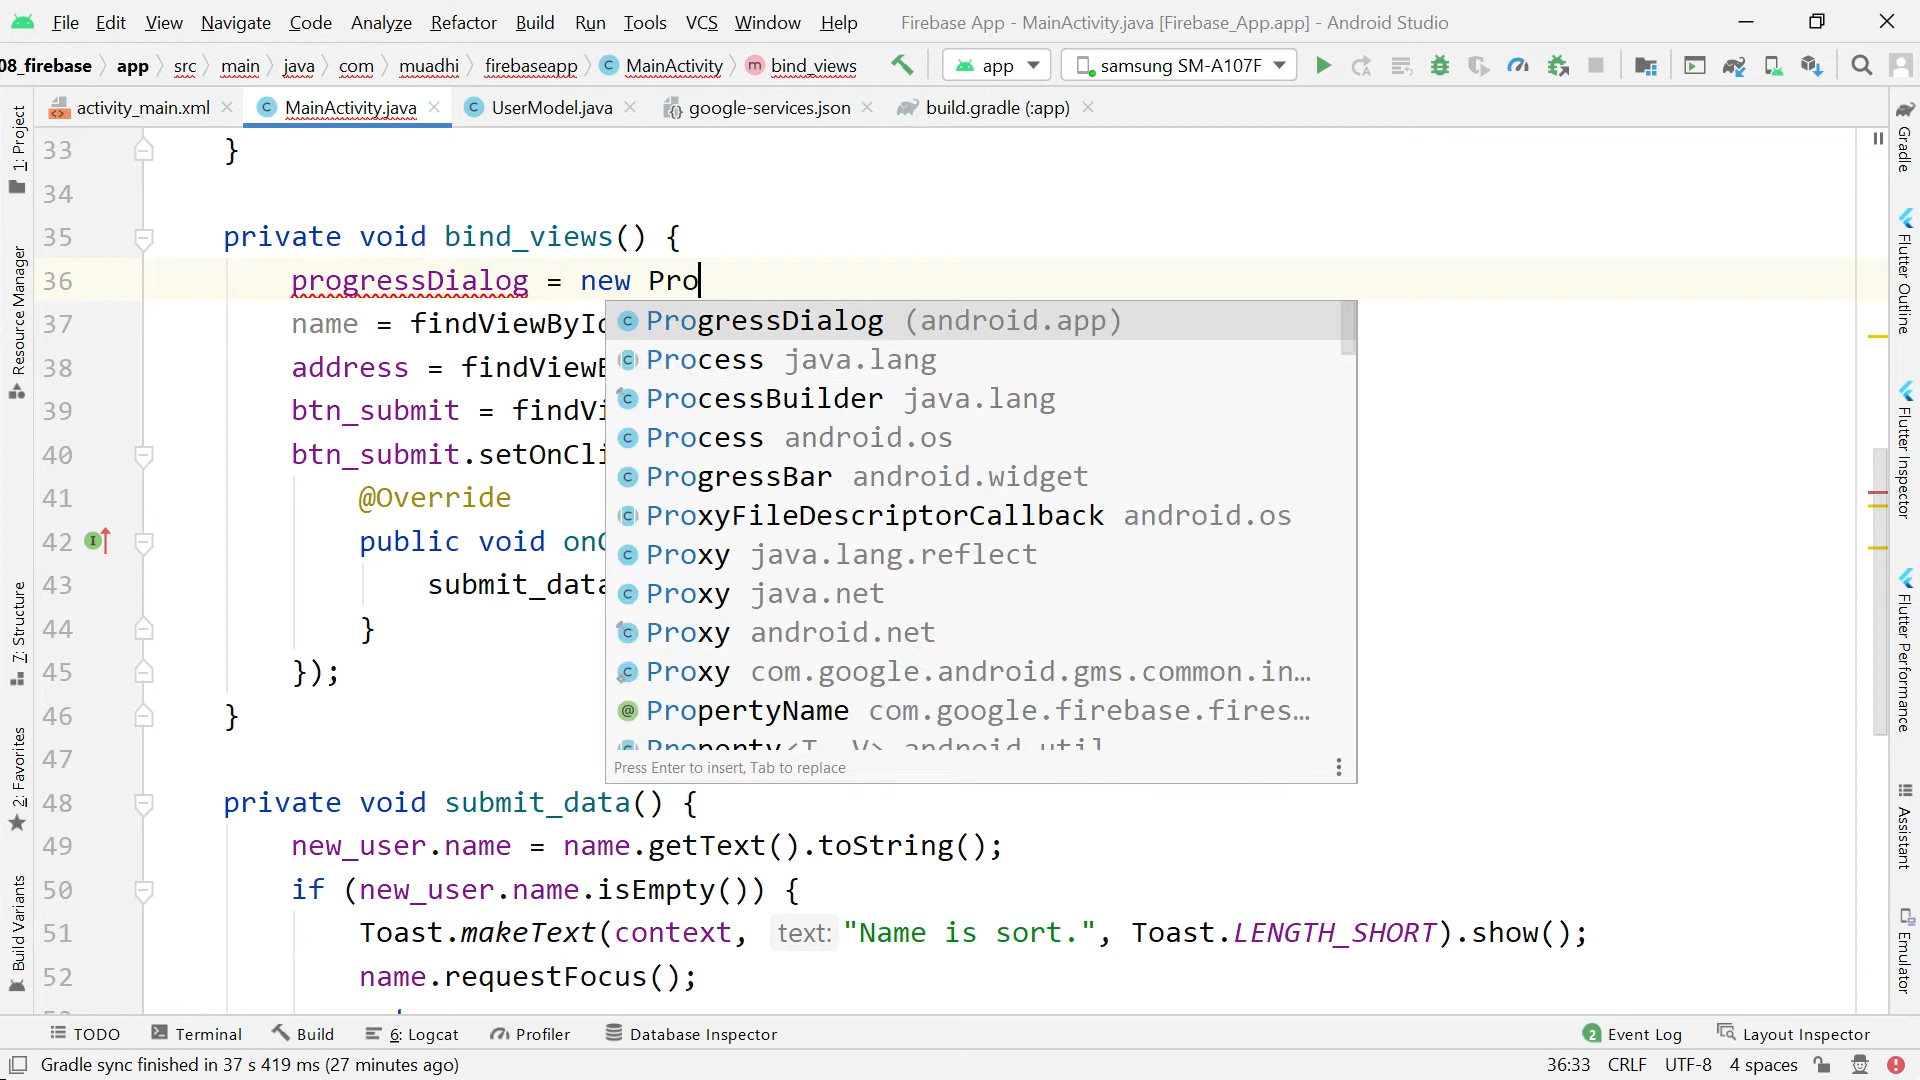 File Edit View Navigate Code Analyze Refactor Build Run Tools VCS Window Help Firebase App - MainActivity.java [Firebase_App.app] - Android Studio
08_firebase app src main java com muadhi firebaseapp MainActivity bind_views app samsung SM-A107F
activity_main.xml MainActivity.java UserModel.java google-services.json build.gradle (:app)
33 }
34
35 private void bind_views() {
36 progressDialog = new Pro
37 name = findViewById
38 address = findViewB
39 btn_submit = findVi
40 btn_submit.setOnCli
41 @Override
42 public void onC
43 submit_data
44 }
45 });
46 }
47
48 private void submit_data() {
49 new_user.name = name.getText().toString();
50 if (new_user.name.isEmpty()) {
51 Toast.makeText(context, text: "Name is sort.", Toast.LENGTH_SHORT).show();
52 name.requestFocus();
ProgressDialog (android.app)
Process java.lang
ProcessBuilder java.lang
Process android.os
ProgressBar android.widget
ProxyFileDescriptorCallback android.os
Proxy java.lang.reflect
Proxy java.net
Proxy android.net
Proxy com.google.android.gms.common.in...
PropertyName com.google.firebase.fires...
Property<T, V> android.util
Press Enter to insert, Tab to replace
1: Project
Resource Manager
7: Structure
2: Favorites
Build Variants
Gradle
Flutter Outline
Flutter Inspector
Flutter Performance
Assistant
Emulator
TODO Terminal Build 6: Logcat Profiler Database Inspector 2 Event Log Layout Inspector
Gradle sync finished in 37 s 419 ms (27 minutes ago) 36:33 CRLF UTF-8 4 spaces